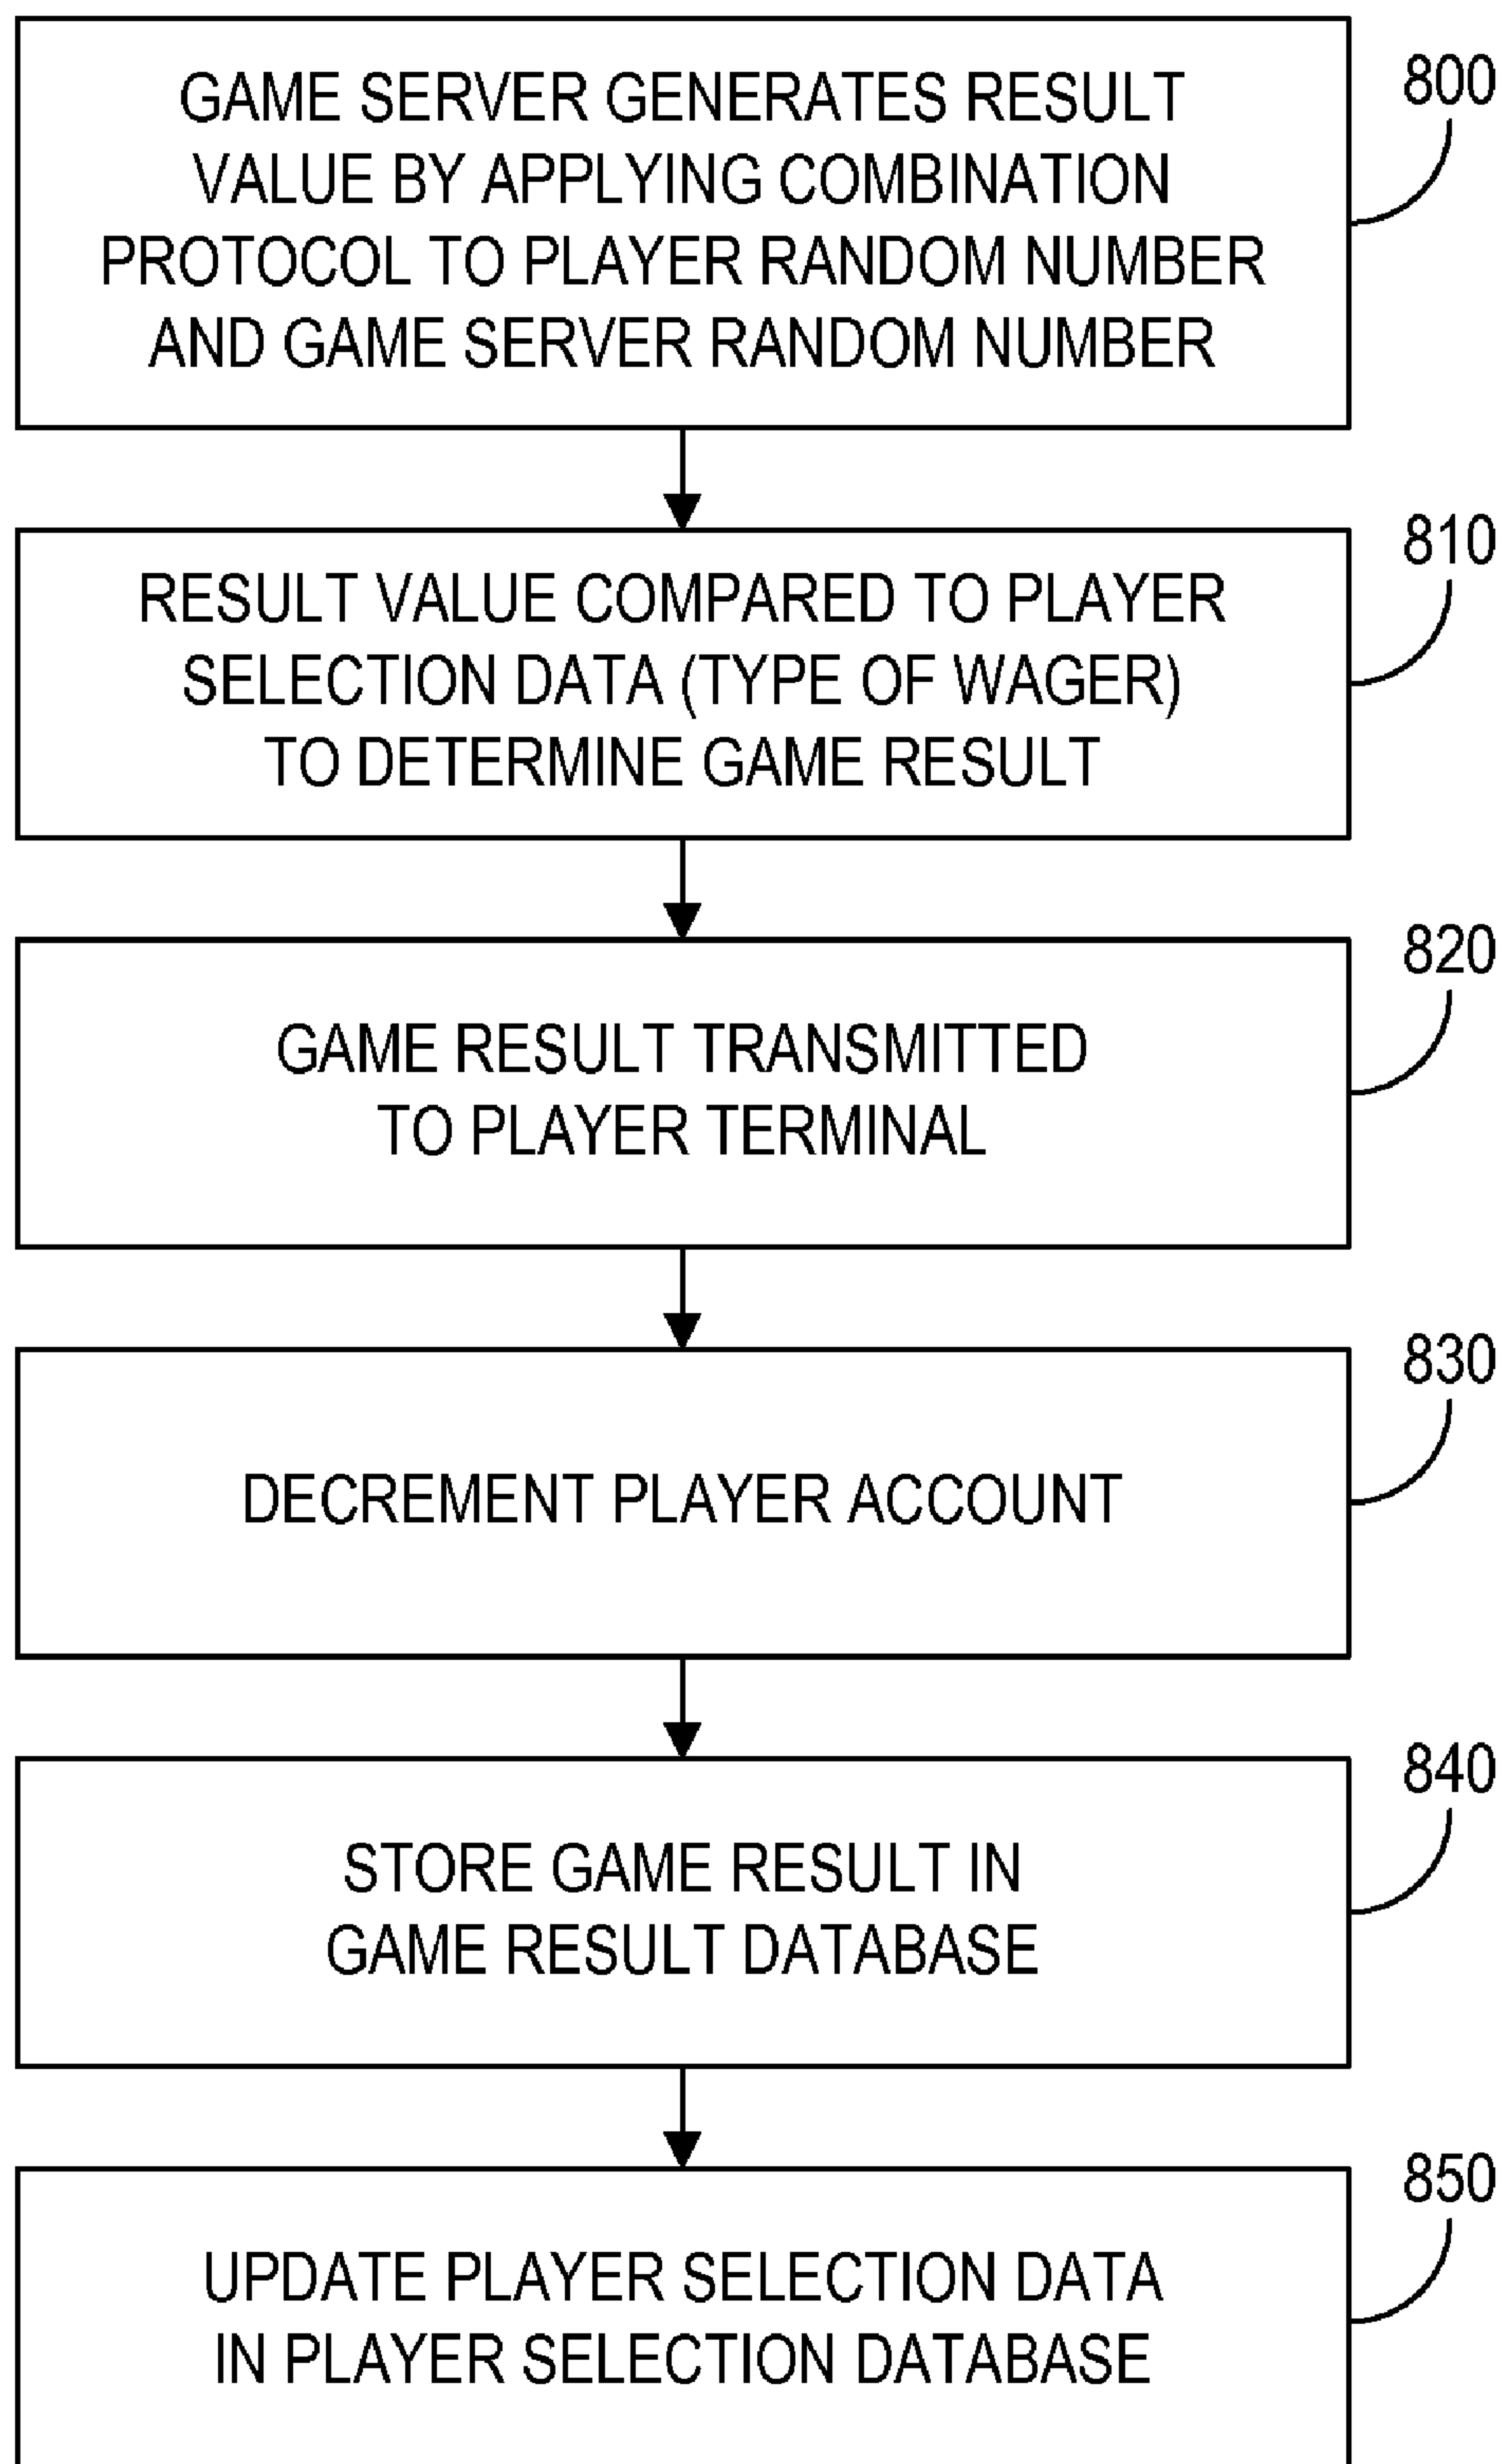 GAME SERVER GENERATES RESULT
VALUE BY APPLYING COMBINATION
PROTOCOL TO PLAYER RANDOM NUMBER
AND GAME SERVER RANDOM NUMBER
800
RESULT VALUE COMPARED TO PLAYER
SELECTION DATA (TYPE OF WAGER)
TO DETERMINE GAME RESULT
810
GAME RESULT TRANSMITTED
TO PLAYER TERMINAL
820
DECREMENT PLAYER ACCOUNT
830
STORE GAME RESULT IN
GAME RESULT DATABASE
840
UPDATE PLAYER SELECTION DATA
IN PLAYER SELECTION DATABASE
850